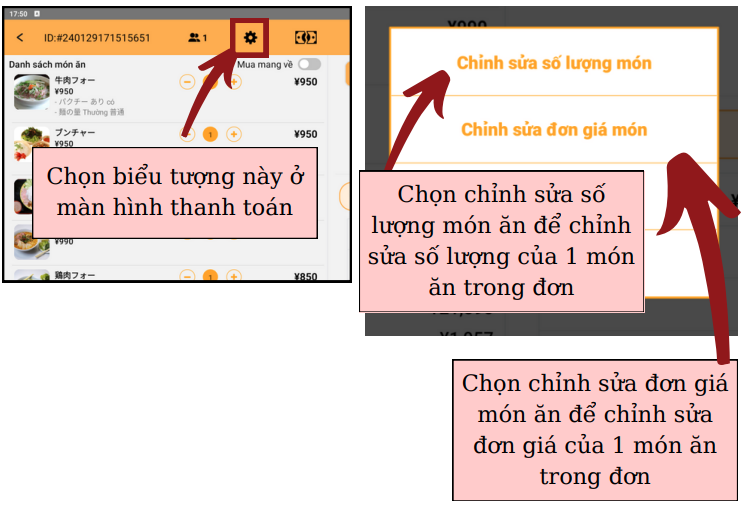 17:50
ID:#240129171515651
1
Danh sách món ăn
Mua mang về
牛肉フォー
¥950
- パクチー あり có
- 麺の量 Thường 普通
¥950
ブンチャー
¥950
1
¥950
¥990
鶏肉フォー
1
¥850
Chọn biểu tượng này ở
màn hình thanh toán
¥990
Chỉnh sửa số lượng món
Chỉnh sửa đơn giá món
Chọn chỉnh sửa số
lượng món ăn để chỉnh
sửa số lượng của 1 món
ăn trong đơn
¥1,057
Chọn chỉnh sửa đơn giá
món ăn để chỉnh sửa
đơn giá của 1 món ăn
trong đơn